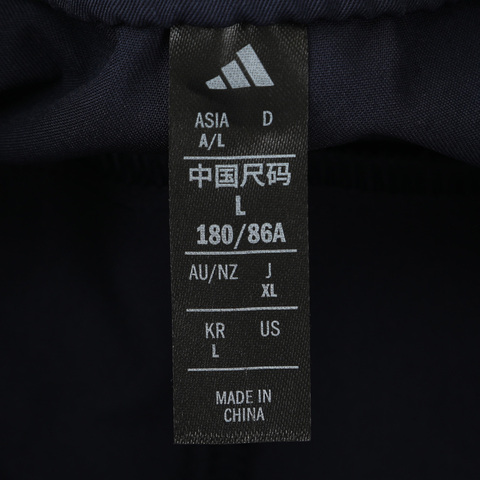 ASIA D
A/L
中国尺码
L
180/86A
AU/NZ J
XL
KR US
L
MADE IN
CHINA